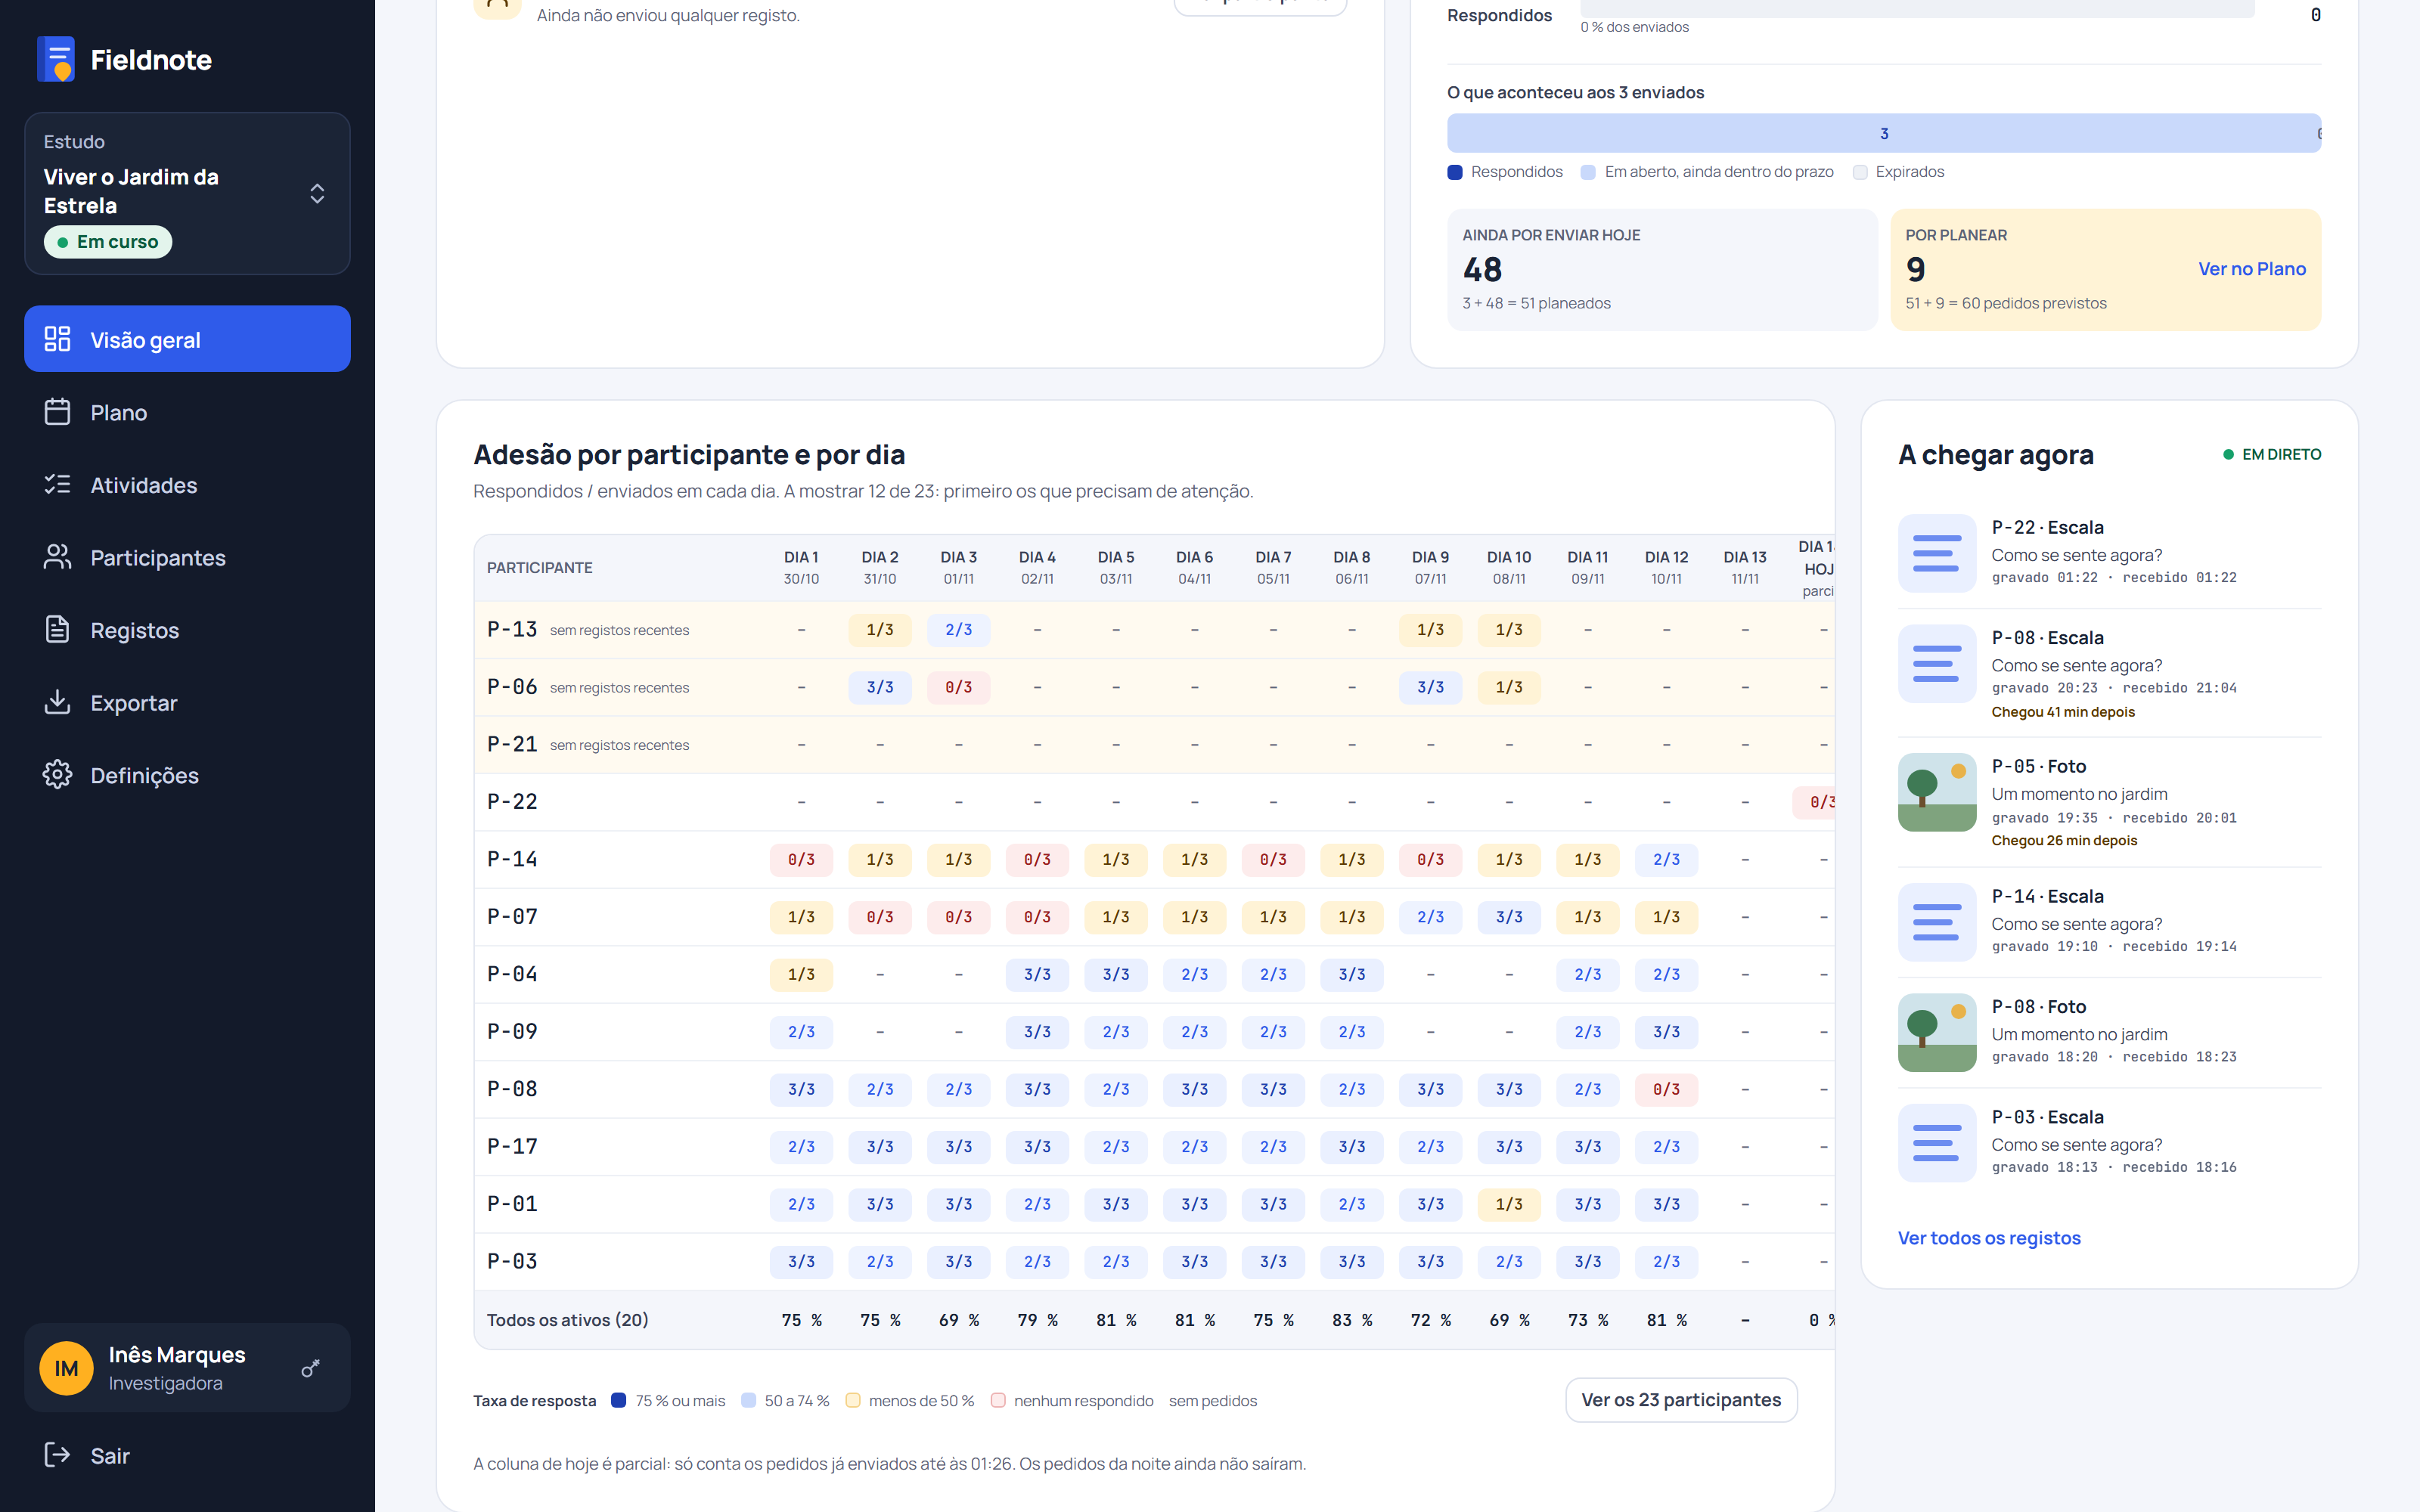 Fieldnote
Estudo
Viver o Jardim da
Estrela
Em curso
Visão geral
Plano
Atividades
Participantes
Registos
Exportar
Definições
IM
Inês Marques
Investigadora
Sair
Ainda não enviou qualquer registo.
Respondidos 0
0 % dos enviados
O que aconteceu aos 3 enviados
3
Respondidos Em aberto, ainda dentro do prazo Expirados
AINDA POR ENVIAR HOJE
48
3 + 48 = 51 planeados
POR PLANEAR
9
Ver no Plano
51 + 9 = 60 pedidos previstos
Adesão por participante e por dia
Respondidos / enviados em cada dia. A mostrar 12 de 23: primeiro os que precisam de atenção.
PARTICIPANTE DIA 1 DIA 2 DIA 3 DIA 4 DIA 5 DIA 6 DIA 7 DIA 8 DIA 9 DIA 10 DIA 11 DIA 12 DIA 13 DIA
30/10 31/10 01/11 02/11 03/11 04/11 05/11 06/11 07/11 08/11 09/11 10/11 11/11
P-13 sem registos recentes – 1/3 2/3 – – – – – 1/3 1/3 – – – –
P-06 sem registos recentes – 3/3 0/3 – – – – – 3/3 1/3 – – – –
P-21 sem registos recentes – – – – – – – – – – – – – –
P-22 – – – – – – – – – – – – – 0/3
P-14 0/3 1/3 1/3 0/3 1/3 1/3 0/3 1/3 0/3 1/3 1/3 2/3 – –
P-07 1/3 0/3 0/3 0/3 1/3 1/3 1/3 1/3 2/3 3/3 1/3 1/3 – –
P-04 1/3 – – 3/3 3/3 2/3 2/3 3/3 – – 2/3 2/3 – –
P-09 2/3 – – 3/3 2/3 2/3 2/3 2/3 – – 2/3 3/3 – –
P-08 3/3 2/3 2/3 3/3 2/3 3/3 3/3 2/3 3/3 3/3 2/3 0/3 – –
P-17 2/3 3/3 3/3 3/3 2/3 2/3 2/3 3/3 2/3 3/3 3/3 2/3 – –
P-01 2/3 3/3 3/3 2/3 3/3 3/3 3/3 2/3 3/3 1/3 3/3 3/3 – –
P-03 3/3 2/3 3/3 2/3 2/3 3/3 3/3 3/3 3/3 2/3 3/3 2/3 – –
Todos os ativos (20) 75 % 75 % 69 % 79 % 81 % 81 % 75 % 83 % 72 % 69 % 73 % 81 % – 0 %
Taxa de resposta 75 % ou mais 50 a 74 % menos de 50 % nenhum respondido sem pedidos
Ver os 23 participantes
A coluna de hoje é parcial: só conta os pedidos já enviados até às 01:26. Os pedidos da noite ainda não saíram.
A chegar agora
EM DIRETO
P-22 · Escala
Como se sente agora?
gravado 01:22 · recebido 01:22
P-08 · Escala
Como se sente agora?
gravado 20:23 · recebido 21:04
Chegou 41 min depois
P-05 · Foto
Um momento no jardim
gravado 19:35 · recebido 20:01
Chegou 26 min depois
P-14 · Escala
Como se sente agora?
gravado 19:10 · recebido 19:14
P-08 · Foto
Um momento no jardim
gravado 18:20 · recebido 18:23
P-03 · Escala
Como se sente agora?
gravado 18:13 · recebido 18:16
Ver todos os registos